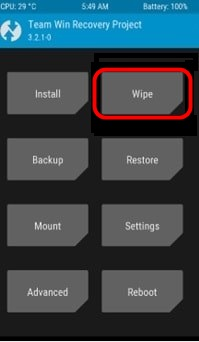 CPU: 29 °C 5:49 AM Battery: 100%
Team Win Recovery Project
3.2.1-0
Install Wipe
Backup Restore
Mount Settings
Advanced Reboot